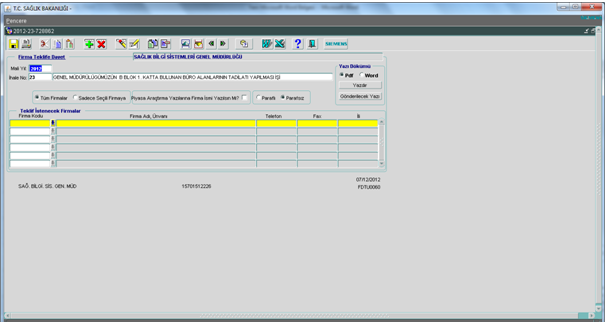 T.C. SAĞLIK BAKANLIĞI -
Pencere
2012-23-728862
SIEMENS
Firma Teklife Davet
SAĞLIK BİLGİ SİSTEMLERİ GENEL MÜDÜRLÜĞÜ
Mali Yıl 2012
İhale No: 23 GENEL MÜDÜRLÜĞÜMÜZÜN B BLOK 1. KATTA BULUNAN BÜRO ALANLARININ TADİLATI YAPILMASI İŞİ
Yazı Dökümü
Pdf Word
Yazar
Gönderilecek Yazı
Tüm Firmalar Sadece Seçili Firmaya Piyasa Araştırma Yazılarına Firma İsmi Yazılsın Mı? Paraflı Parafsız
Teklif İstenecek Firmalar
Firma Kodu Firma Adı, Ünvanı Telefon Fax İli
07/12/2012
SAĞ. BİLGİ. SİS. GEN. MÜD 15701512226 FDTU0060